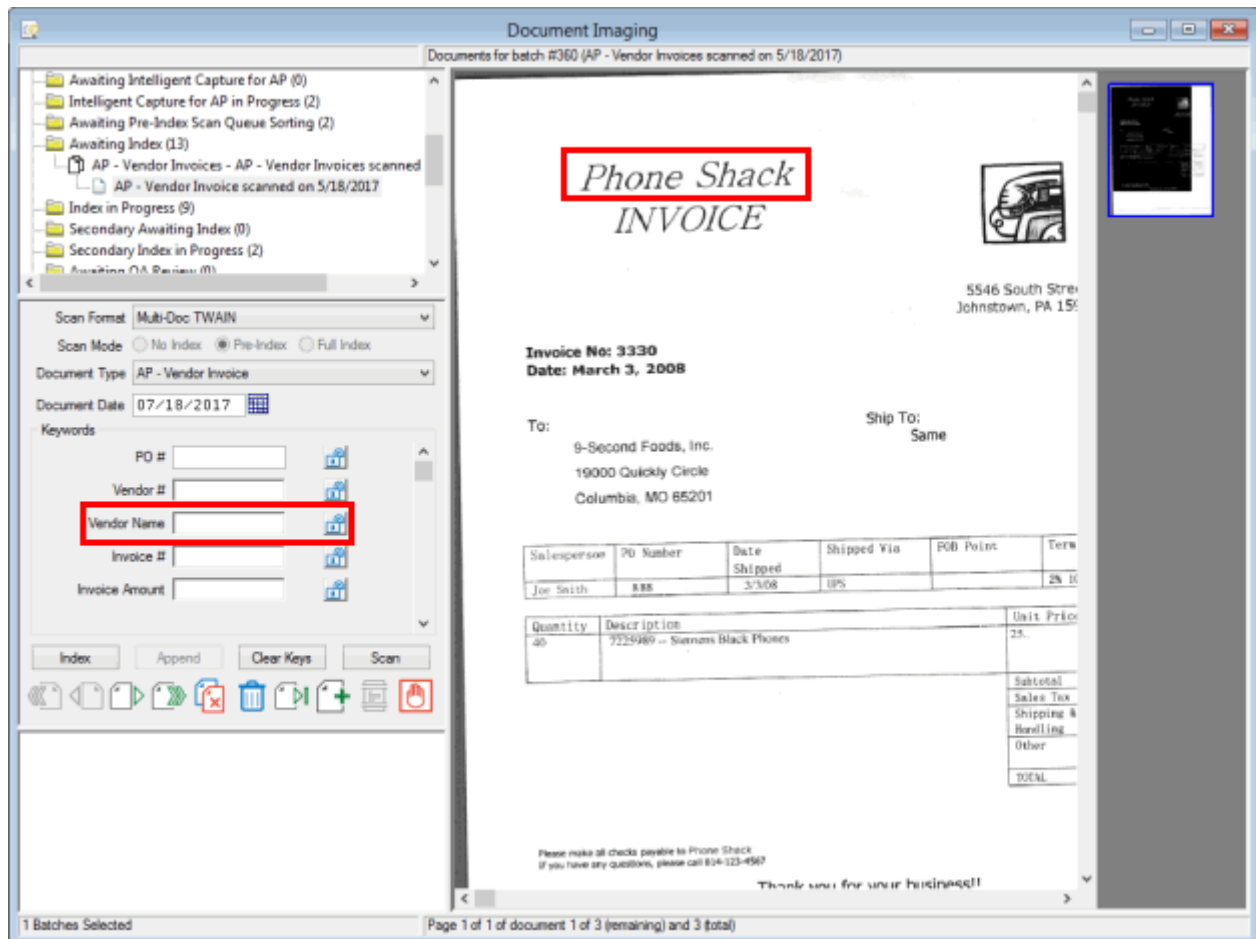 Document Imaging
Documents for batch #360 (AP - Vendor Invoices scanned on 5/18/2017)
Awaiting Intelligent Capture for AP (0)
Intelligent Capture for AP in Progress (2)
Awaiting Pre-Index Scan Queue Sorting (2)
Awaiting Index (13)
AP - Vendor Invoices - AP - Vendor Invoices scanned
AP - Vendor Invoice scanned on 5/18/2017
Index in Progress (9)
Secondary Awaiting Index (0)
Secondary Index in Progress (2)
Awaiting QA Review (0)
Scan Format Multi-Doc TWAIN
Scan Mode No Index Pre-Index Full Index
Document Type AP - Vendor Invoice
Document Date 07/18/2017
Keywords
PO #
Vendor #
Vendor Name
Invoice #
Invoice Amount
Index Append Clear Keys Scan
Phone Shack
INVOICE
5546 South Stre
Johnstown, PA 159
Invoice No: 3330
Date: March 3, 2008
To:
9-Second Foods, Inc.
19000 Quickly Circle
Columbia, MO 65201
Ship To:
Same
Salesperson PO Number Date Shipped Shipped Via FOB Point Term
Joe Smith 888 3/3/08 UPS 2% 10
Quantity Description Unit Price
40 7225989 -- Siemens Black Phones 25.
Subtotal
Sales Tax
Shipping &
Handling
Other
TOTAL
Please make all checks payable to Phone Shack
If you have any questions, please call 814-123-4567
Thank you for your business!!
1 Batches Selected
Page 1 of 1 of document 1 of 3 (remaining) and 3 (total)